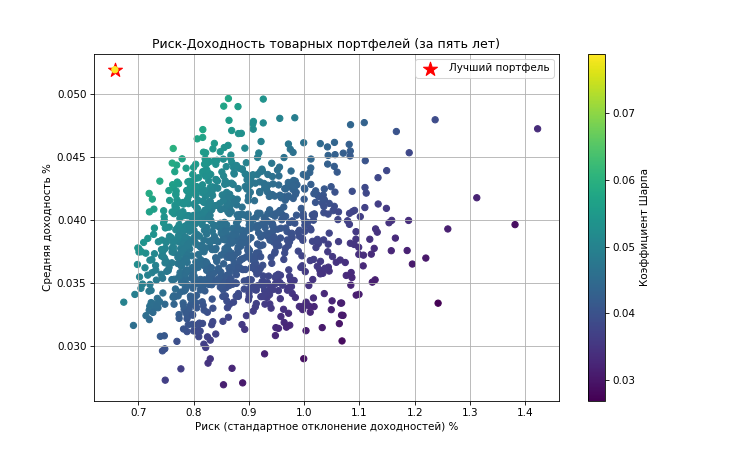 Риск-Доходность товарных портфелей (за пять лет)
Лучший портфель
Средняя доходность %
0.050
0.045
0.040
0.035
0.030
0.7 0.8 0.9 1.0 1.1 1.2 1.3 1.4
Риск (стандартное отклонение доходностей) %
0.07
0.06
0.05
0.04
0.03
Коэффициент Шарпа